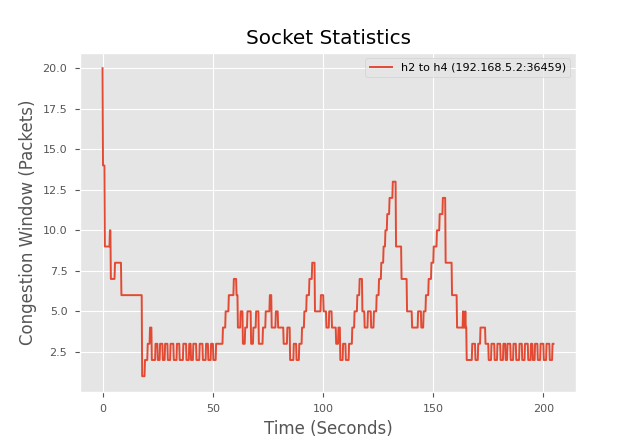 Socket Statistics
h2 to h4 (192.168.5.2:36459)
20.0
17.5
15.0
12.5
10.0
7.5
5.0
2.5
Congestion Window (Packets)
0 50 100 150 200
Time (Seconds)